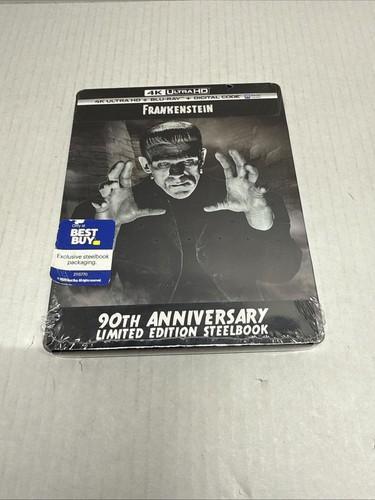 4K ULTRA HD
4K ULTRA HD + BLU-RAY + DIGITAL CODE
FRANKENSTEIN
Only @
BEST
BUY
Exclusive steelbook
packaging.
90TH ANNIVERSARY
LIMITED EDITION STEELBOOK